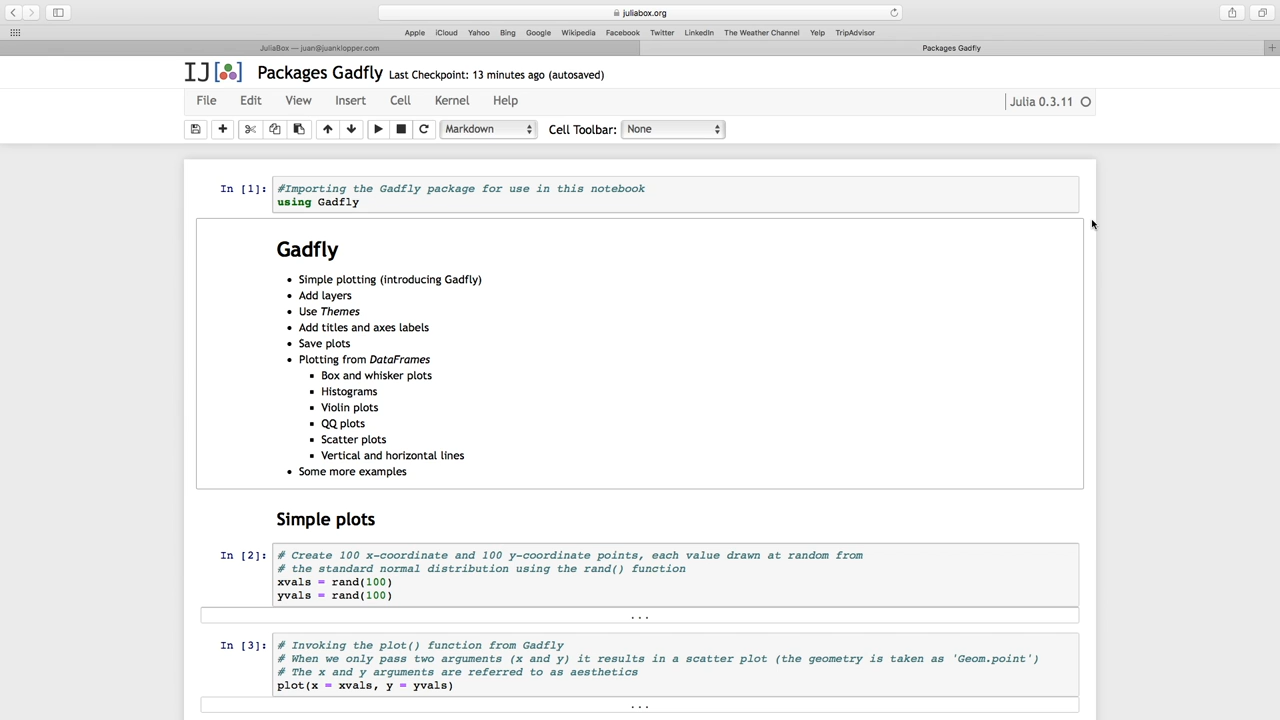 juliabox.org
Apple iCloud Yahoo Bing Google Wikipedia Facebook Twitter LinkedIn The Weather Channel Yelp TripAdvisor
JuliaBox — juan@juanklopper.com Packages Gadfly
IJ[ ] Packages Gadfly Last Checkpoint: 13 minutes ago (autosaved)
File Edit View Insert Cell Kernel Help Julia 0.3.11
Markdown Cell Toolbar: None
In [1]: #Importing the Gadfly package for use in this notebook
using Gadfly
Gadfly
• Simple plotting (introducing Gadfly)
• Add layers
• Use Themes
• Add titles and axes labels
• Save plots
• Plotting from DataFrames
▪ Box and whisker plots
▪ Histograms
▪ Violin plots
▪ QQ plots
▪ Scatter plots
▪ Vertical and horizontal lines
• Some more examples
Simple plots
In [2]: # Create 100 x-coordinate and 100 y-coordinate points, each value drawn at random from
# the standard normal distribution using the rand() function
xvals = rand(100)
yvals = rand(100)
...
In [3]: # Invoking the plot() function from Gadfly
# When we only pass two arguments (x and y) it results in a scatter plot (the geometry is taken as 'Geom.point')
# The x and y arguments are referred to as aesthetics
plot(x = xvals, y = yvals)
...